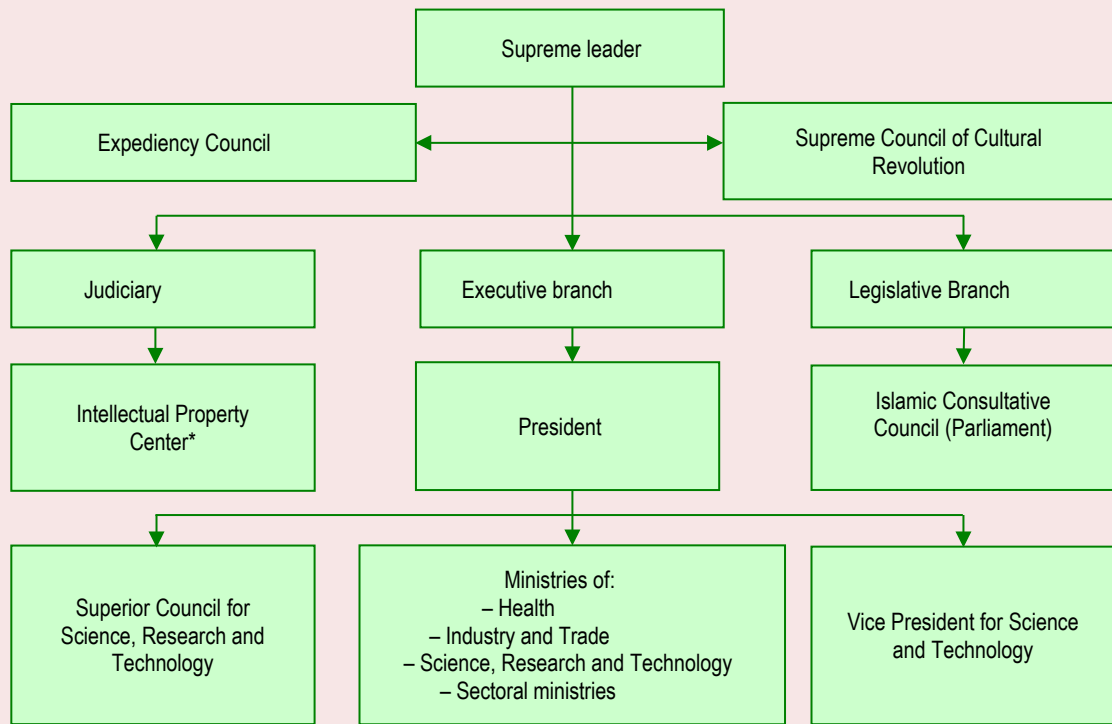 Supreme leader
Expediency Council
Supreme Council of Cultural
Revolution
Judiciary
Executive branch
Legislative Branch
Intellectual Property
Center*
President
Islamic Consultative
Council (Parliament)
Superior Council for
Science, Research and
Technology
Ministries of:
– Health
– Industry and Trade
– Science, Research and Technology
– Sectoral ministries
Vice President for Science
and Technology